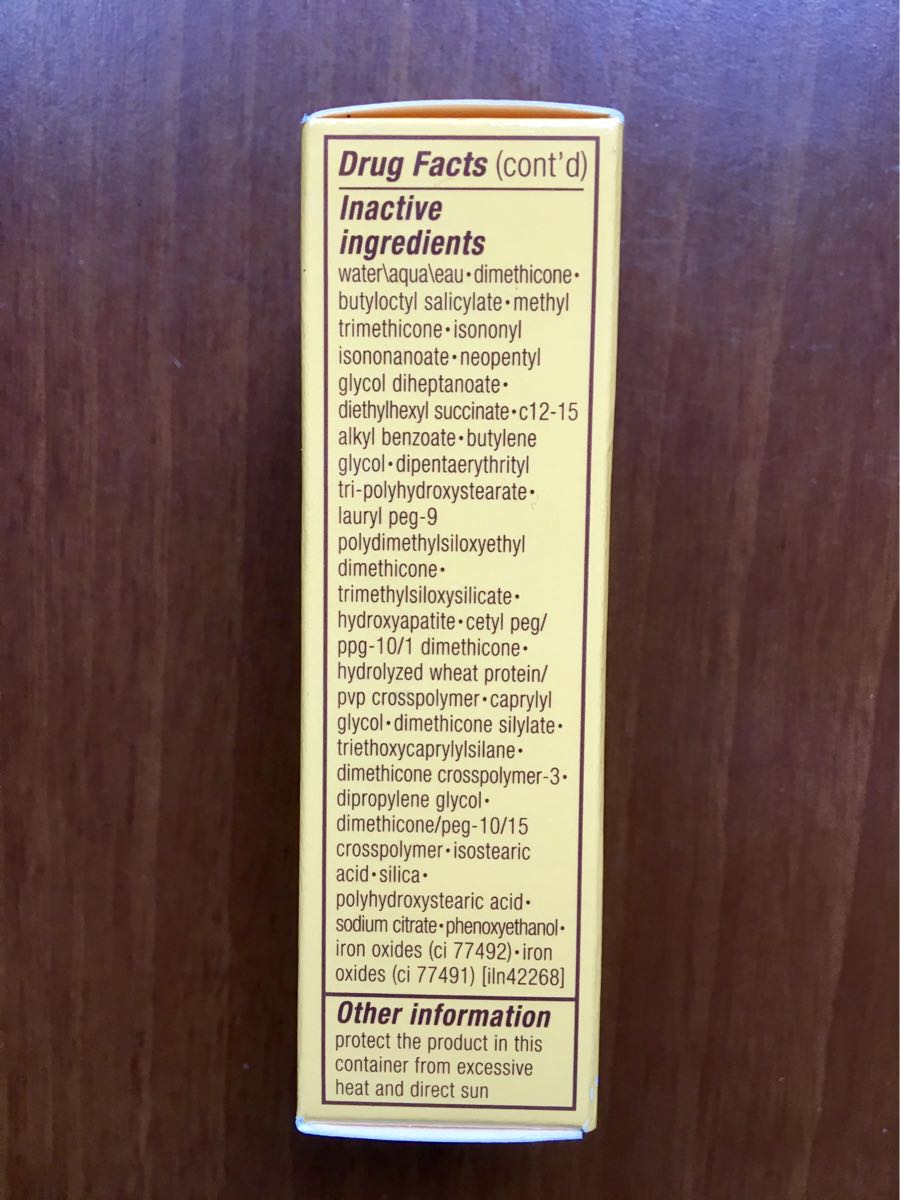 Drug Facts (cont'd)
Inactive
ingredients
water\aqua\eau•dimethicone•
butyloctyl salicylate•methyl
trimethicone•isononyl
isononanoate•neopentyl
glycol diheptanoate•
diethylhexyl succinate•c12-15
alkyl benzoate•butylene
glycol•dipentaerythrityl
tri-polyhydroxystearate•
lauryl peg-9
polydimethylsiloxyethyl
dimethicone•
trimethylsiloxysilicate•
hydroxyapatite•cetyl peg/
ppg-10/1 dimethicone•
hydrolyzed wheat protein/
pvp crosspolymer•caprylyl
glycol•dimethicone silylate•
triethoxycaprylylsilane•
dimethicone crosspolymer-3•
dipropylene glycol•
dimethicone/peg-10/15
crosspolymer•isostearic
acid•silica•
polyhydroxystearic acid•
sodium citrate•phenoxyethanol•
iron oxides (ci 77492)•iron
oxides (ci 77491) [iln42268]
Other information
protect the product in this
container from excessive
heat and direct sun